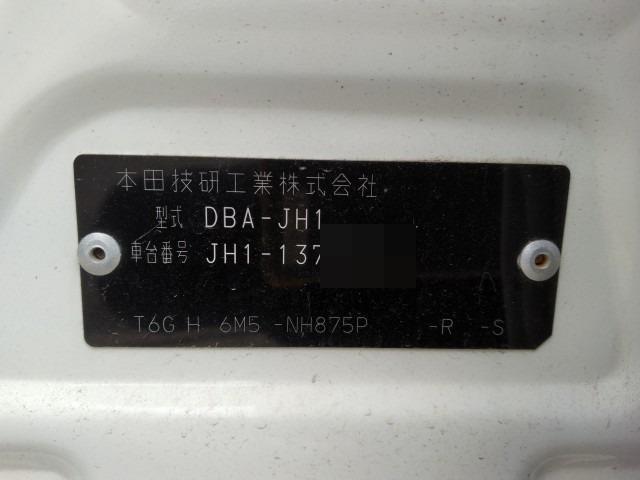 本田技研工業株式会社
型式 DBA-JH1
車台番号 JH1-137
T6G H 6M5 -NH875P -R -S